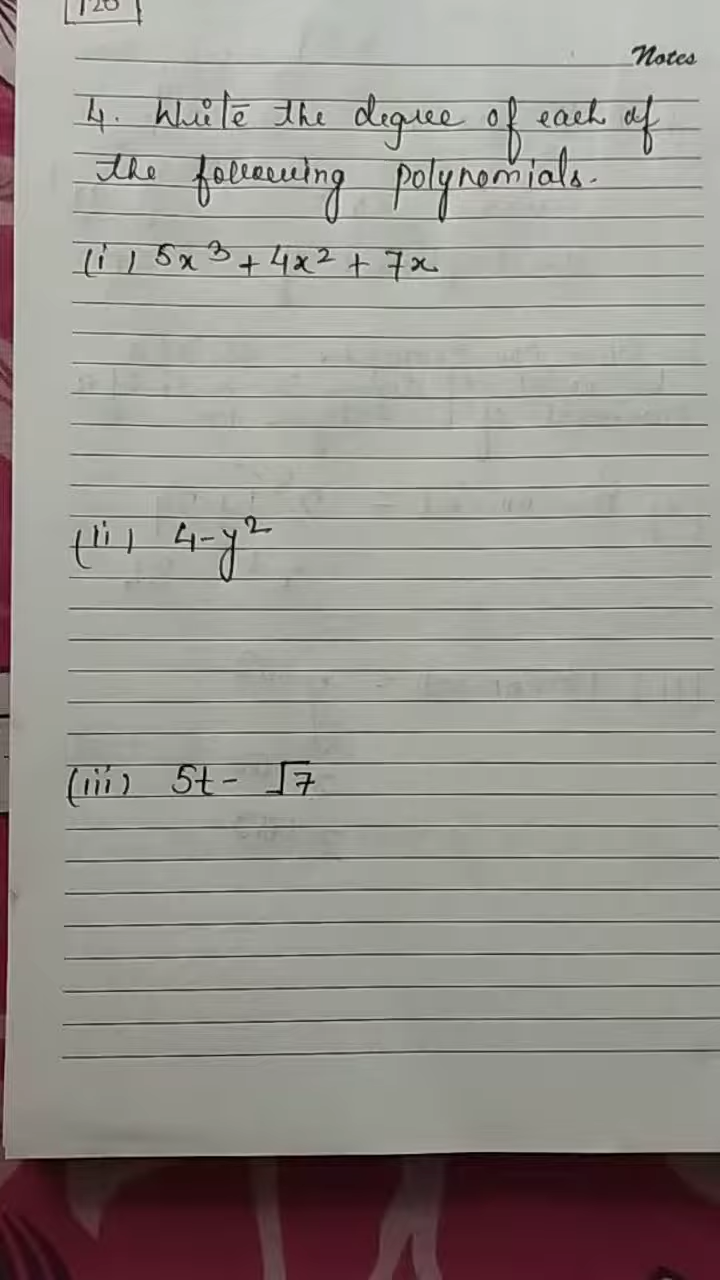 Notes
4. Write the degree of each of
the following polynomials.
(i) 5x³ + 4x² + 7x
(ii) 4-y²
(iii) 5t - √7